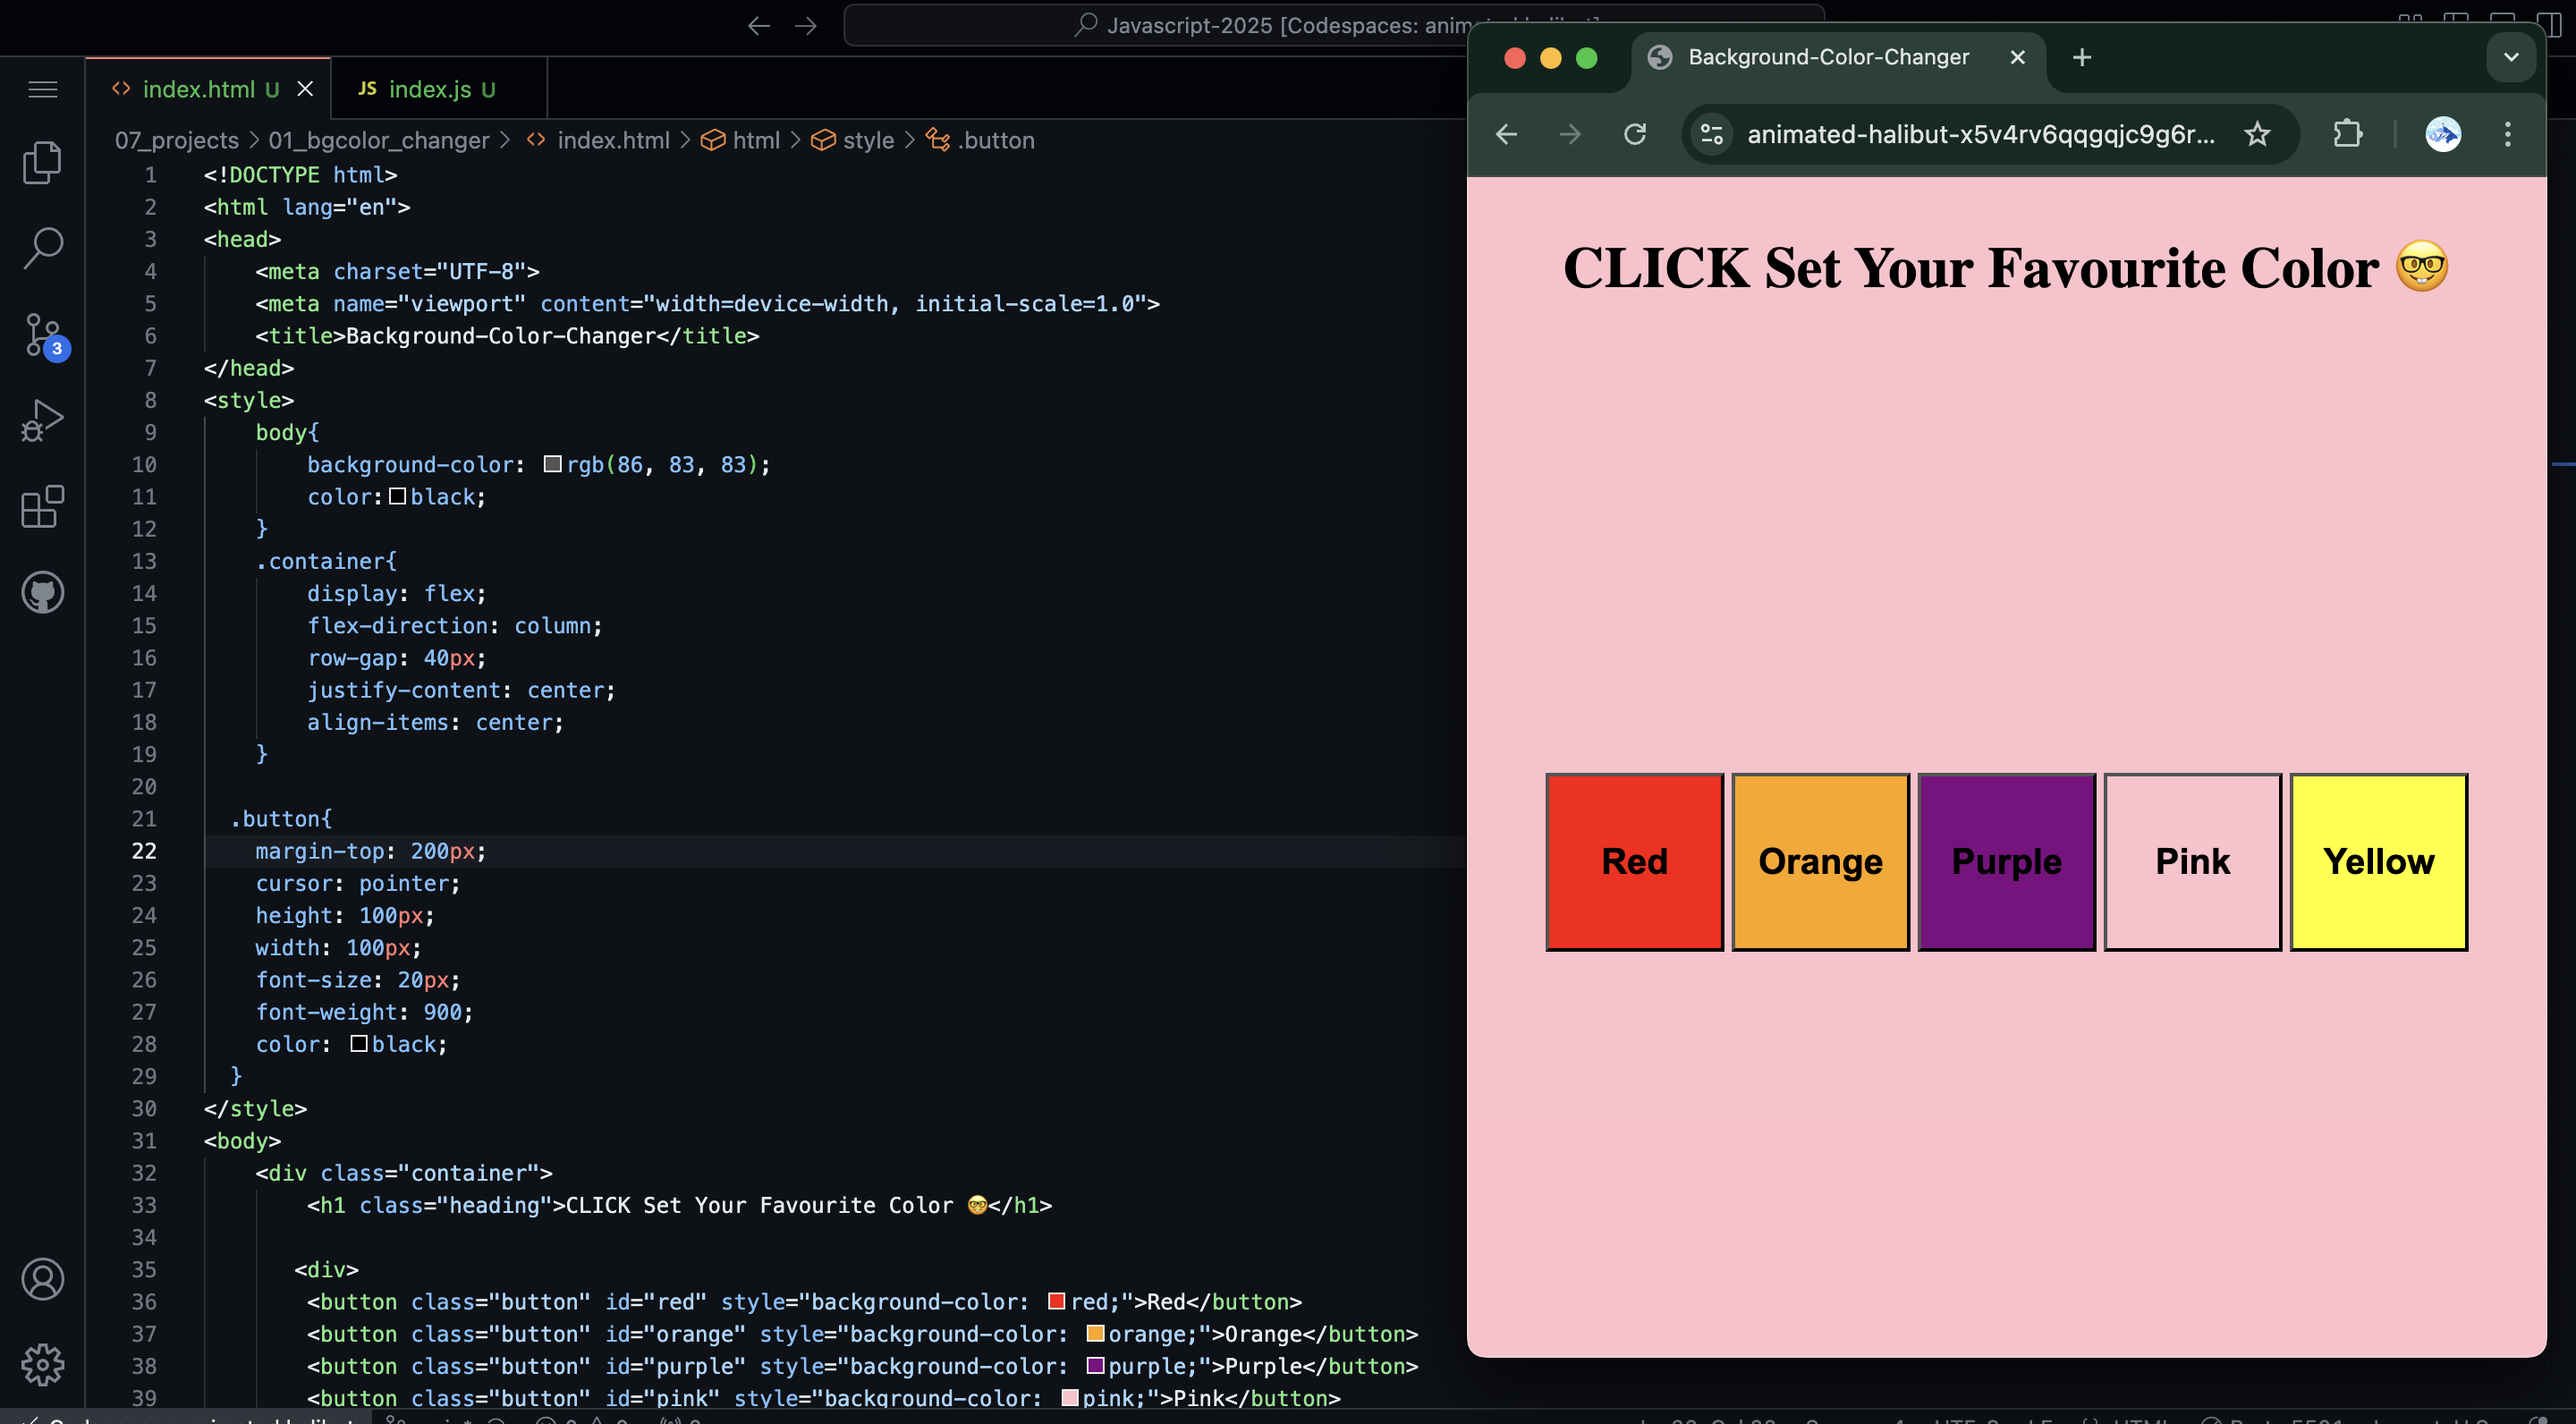 Javascript-2025 [Codespaces:
index.html U
JS index.js U
07_projects > 01_bgcolor_changer > index.html > html > style > .button
1 <!DOCTYPE html>
2 <html lang="en">
3 <head>
4 <meta charset="UTF-8">
5 <meta name="viewport" content="width=device-width, initial-scale=1.0">
6 <title>Background-Color-Changer</title>
7 </head>
8 <style>
9 body{
10 background-color: rgb(86, 83, 83);
11 color: black;
12 }
13 .container{
14 display: flex;
15 flex-direction: column;
16 row-gap: 40px;
17 justify-content: center;
18 align-items: center;
19 }
20
21 .button{
22 margin-top: 200px;
23 cursor: pointer;
24 height: 100px;
25 width: 100px;
26 font-size: 20px;
27 font-weight: 900;
28 color: black;
29 }
30 </style>
31 <body>
32 <div class="container">
33 <h1 class="heading">CLICK Set Your Favourite Color 🤓</h1>
34
35 <div>
36 <button class="button" id="red" style="background-color: red;">Red</button>
37 <button class="button" id="orange" style="background-color: orange;">Orange</button>
38 <button class="button" id="purple" style="background-color: purple;">Purple</button>
39 <button class="button" id="pink" style="background-color: pink;">Pink</button>
3
Background-Color-Changer
animated-halibut-x5v4rv6qqgqjc9g6r...
CLICK Set Your Favourite Color 🤓
Red
Orange
Purple
Pink
Yellow